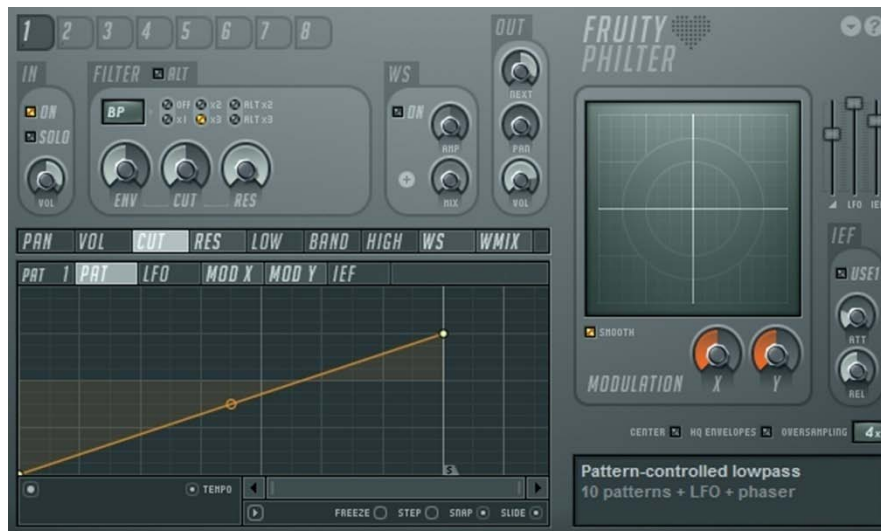 1 2 3 4 5 6 7 8
OUT
FRUITY
PHILTER
IN
FILTER ALT
WS
ON
SOLO
BP
OFF x2 ALT x2
x1 x3 ALT x3
ON
AMP
NEXT
PAN
VOL
ENV CUT RES
MIX
VOL
LFO
PAN VOL CUT RES LOW BAND HIGH WS WMIX
IEF
USE1
ATT
REL
PAT 1 PAT LFO MOD X MOD Y IEF
SMOOTH
MODULATION X Y
CENTER HQ ENVELOPES OVERSAMPLING 4x
S
Pattern-controlled lowpass
10 patterns + LFO + phaser
TEMPO
FREEZE STEP SNAP SLIDE